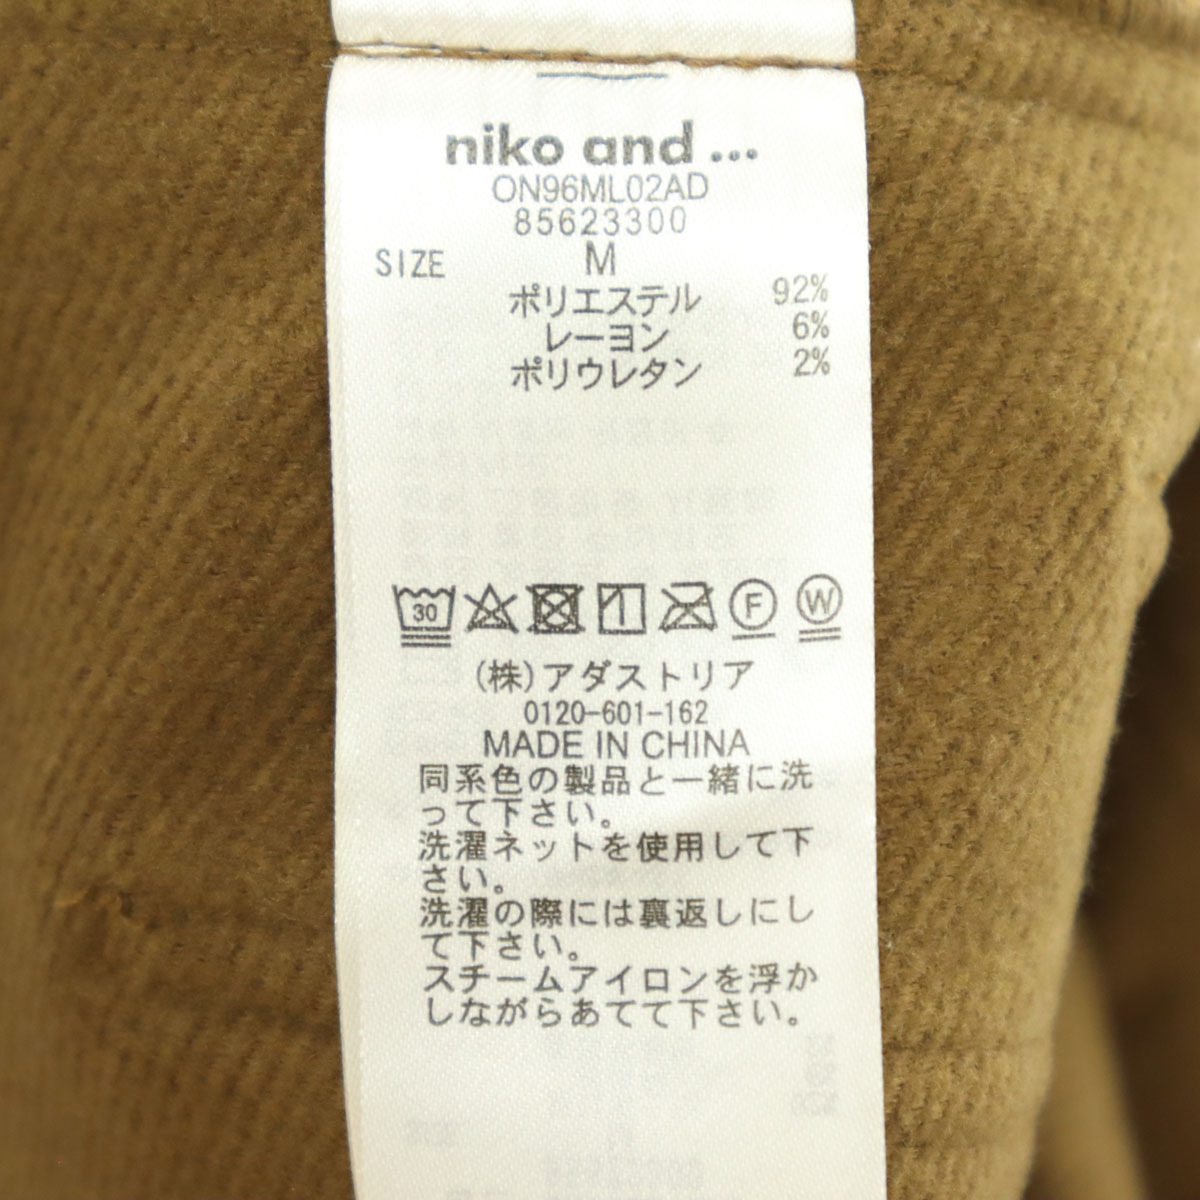 niko and ...
ON96ML02AD
85623300
SIZE M
ポリエステル 92%
レーヨン 6%
ポリウレタン 2%
30 F W
(株)アダストリア
0120-601-162
MADE IN CHINA
同系色の製品と一緒に洗
って下さい。
洗濯ネットを使用して下
さい。
洗濯の際には裏返しにし
て下さい。
スチームアイロンを浮か
しながらあてて下さい。